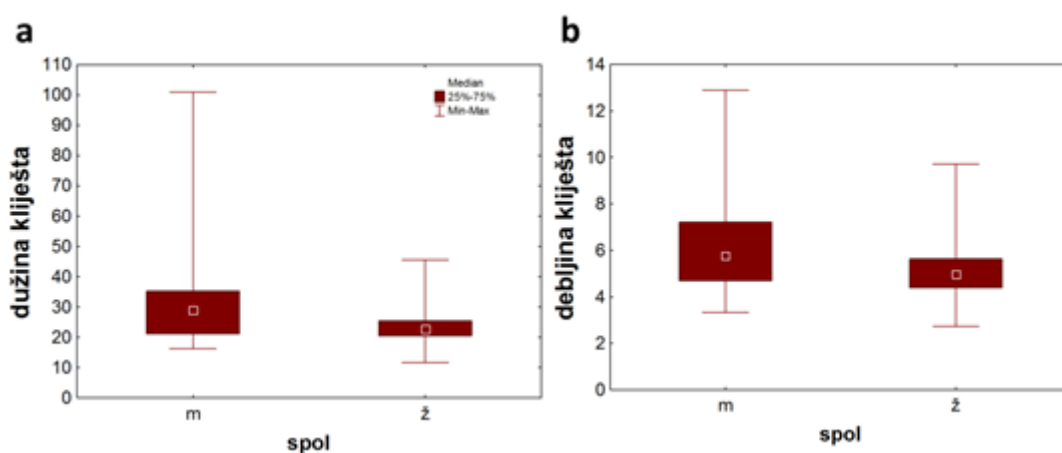 a
110
100
90
80
70
60
50
40
30
20
10
0
dužina kliješta
Median
25%-75%
Min-Max
m
ž
spol
b
14
12
10
8
6
4
2
0
debljina kliješta
m
ž
spol